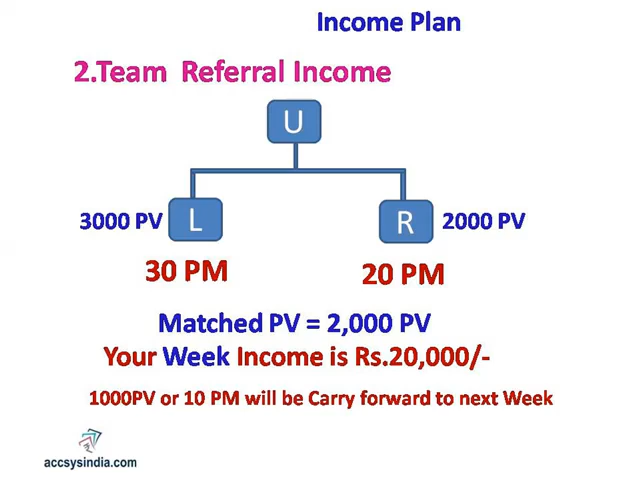 Income Plan
2.Team Referral Income
U
3000 PV L R 2000 PV
30 PM 20 PM
Matched PV = 2,000 PV
Your Week Income is Rs.20,000/-
1000PV or 10 PM will be Carry forward to next Week
accsysindia.com